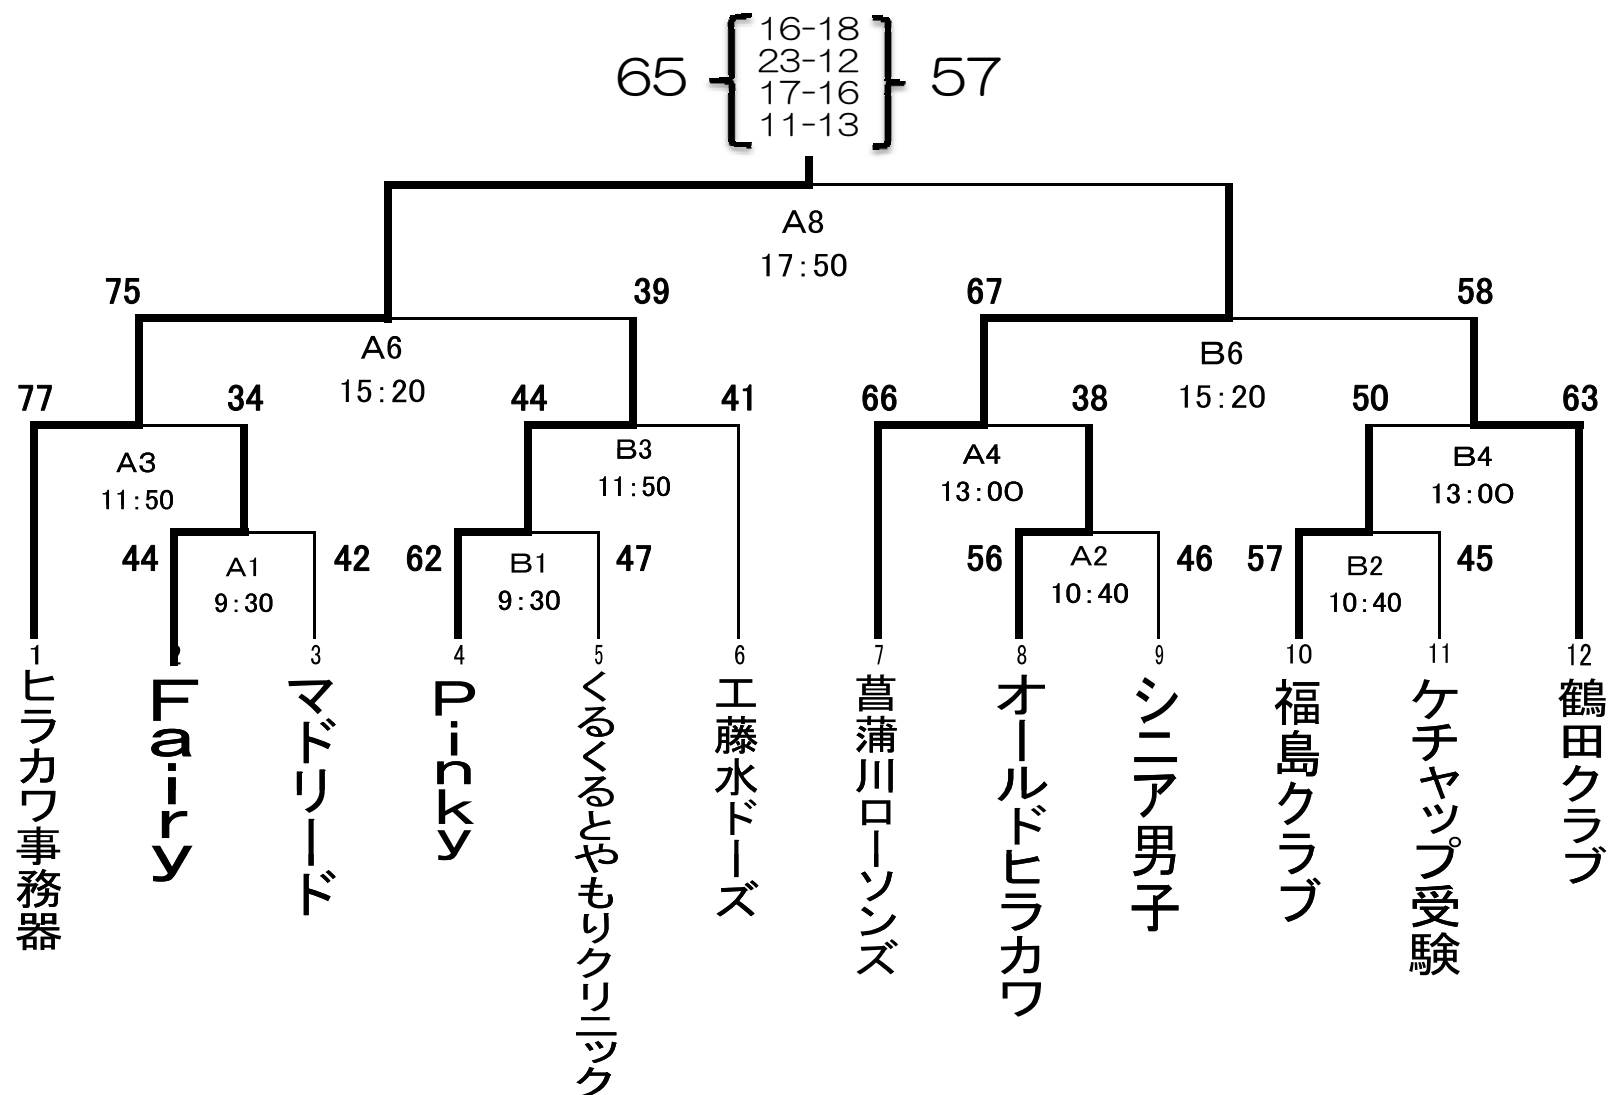 16-18
65 23-12 57
17-16
11-13
A8
17:50
75 39 67 58
A6 B6
15:20 15:20
77 34 44 41 66 38 50 63
A3 B3 A4 B4
11:50 11:50 13:00 13:00
44 42 62 47 56 46 57 45
A1 B1 A2 B2
9:30 9:30 10:40 10:40
1 2 3 4 5 6 7 8 9 10 11 12
ヒラカワ事務器
Fairy
マドリード
Pinky
くるくるとやもりクリニック
工藤水ドーズ
菖蒲川ローソンズ
オールドヒラカワ
シニア男子
福島クラブ
ケチャップ受験
鶴田クラブ